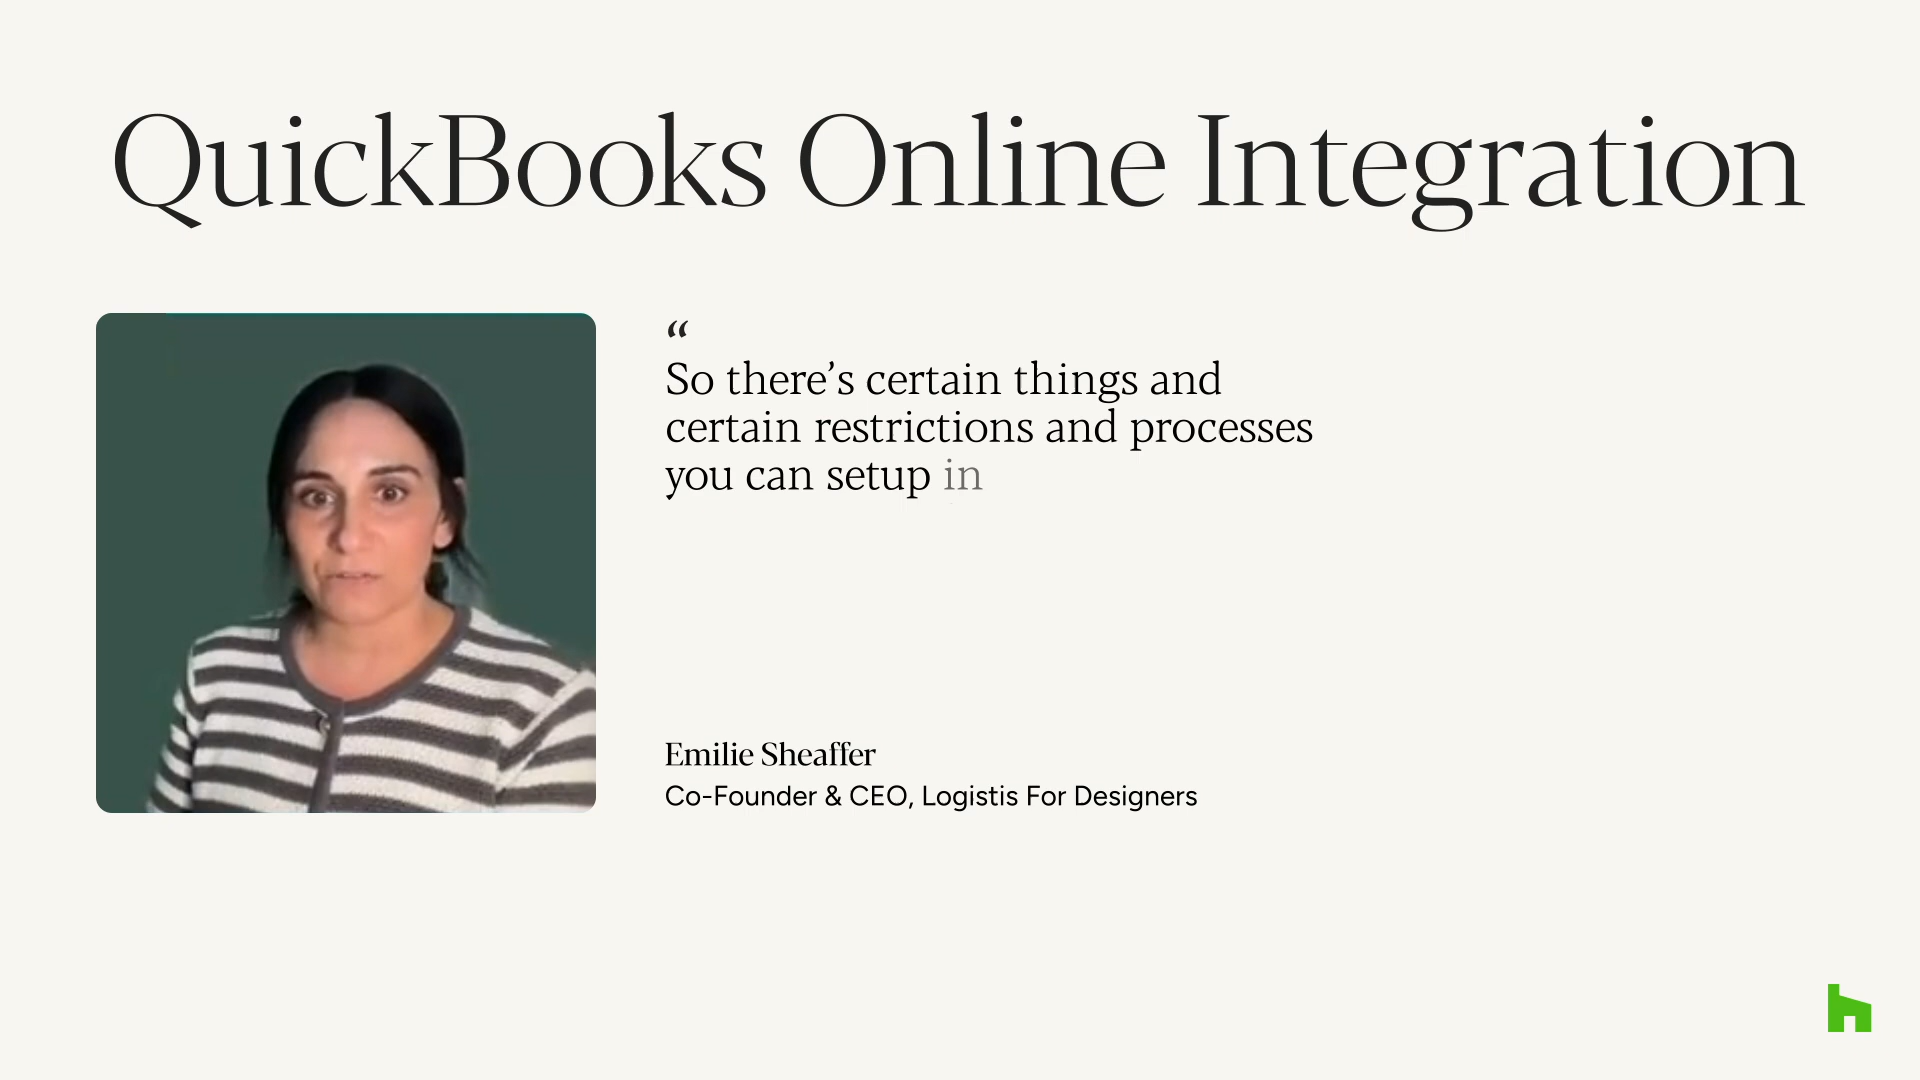 QuickBooks Online Integration
“
So there’s certain things and
certain restrictions and processes
you can setup in
Emilie Sheaffer
Co-Founder & CEO, Logistis For Designers